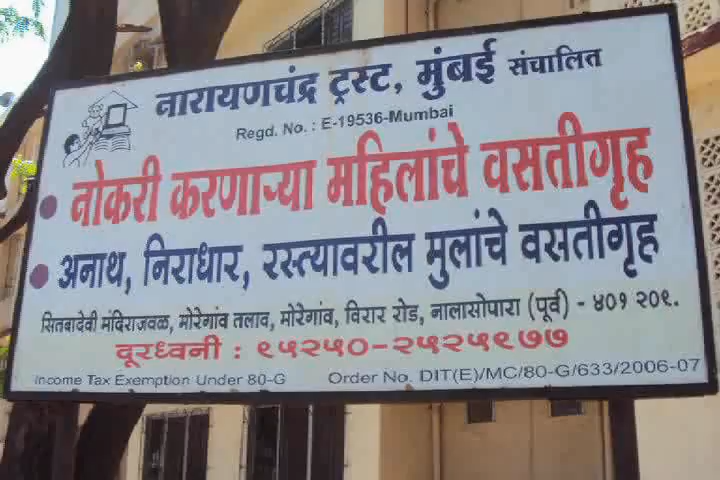 नारायणचंद्र ट्रस्ट, मुंबई संचालित
Regd. No. : E-19536-Mumbai
नोकरी करणाऱ्या महिलांचे वसतीगृह
अनाथ, निराधार, रस्त्यावरील मुलांचे वसतीगृह
सितबादेवी मंदिराजवळ, मोरेगांव तलाव, मोरेगांव, विरार रोड, नालासोपारा (पूर्व) - ४०१ २०९.
दूरध्वनी : ९५२५०-२५२५९७७
Income Tax Exemption Under 80-G Order No. DIT(E)/MC/80-G/633/2006-07